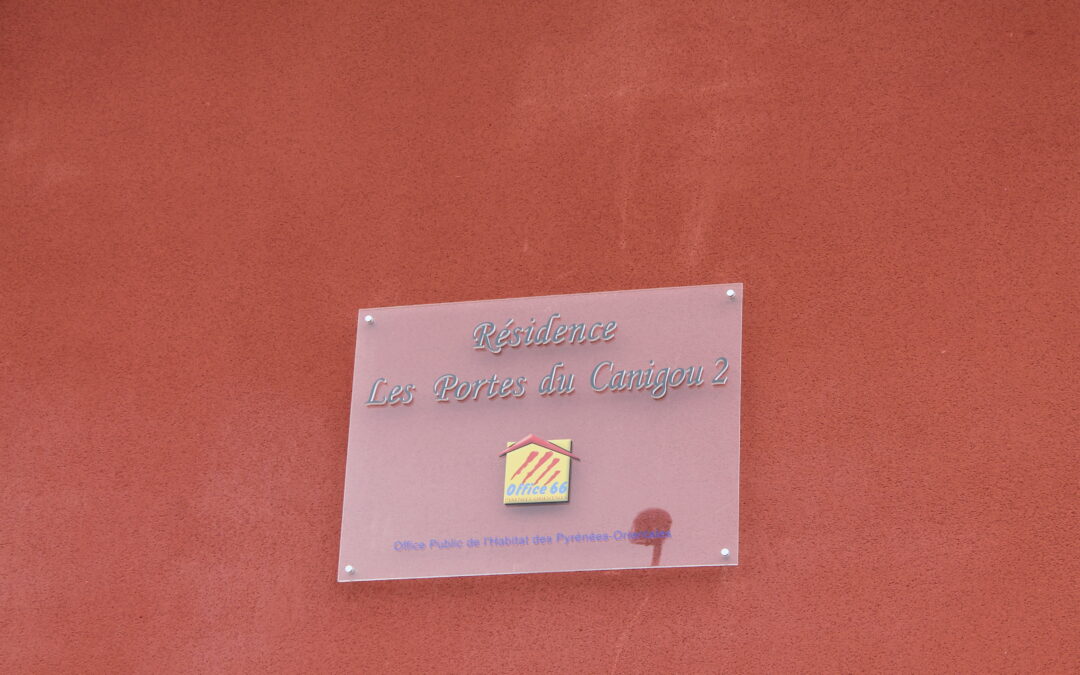 Résidence
Les Portes du Canigou 2
Office 66
Office Public de l'Habitat des Pyrénées-Orientales